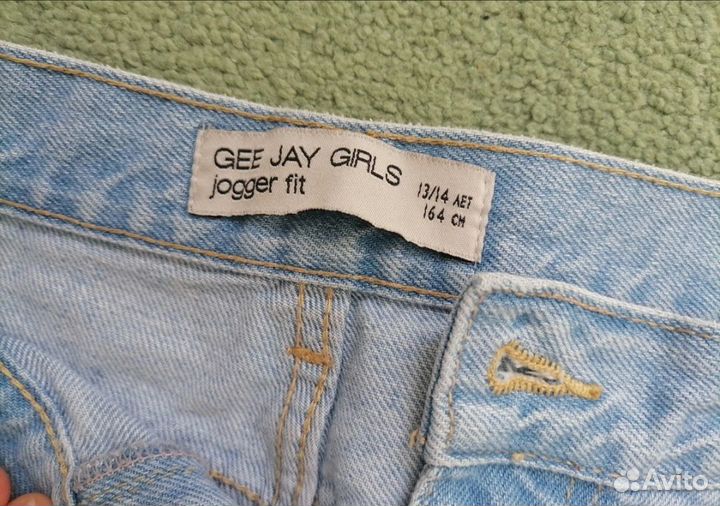 GEE JAY GIRLS
jogger fit
13/14 ЛЕТ
164 СМ
Avito